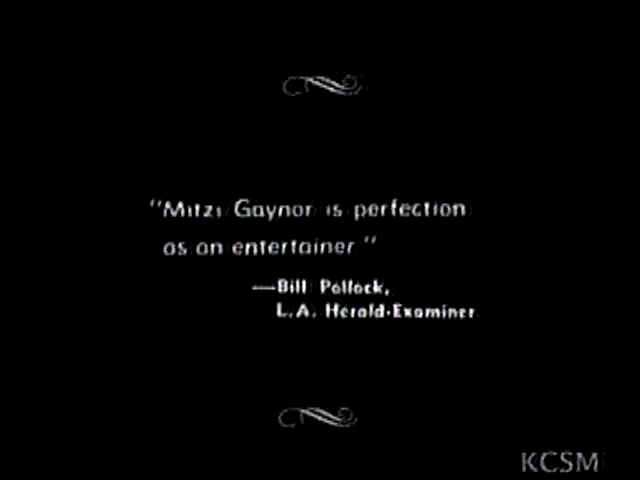 "Mitzi Gaynor is perfection
as an entertainer"
—Bill Pollock,
L.A. Herald-Examiner
KCSM